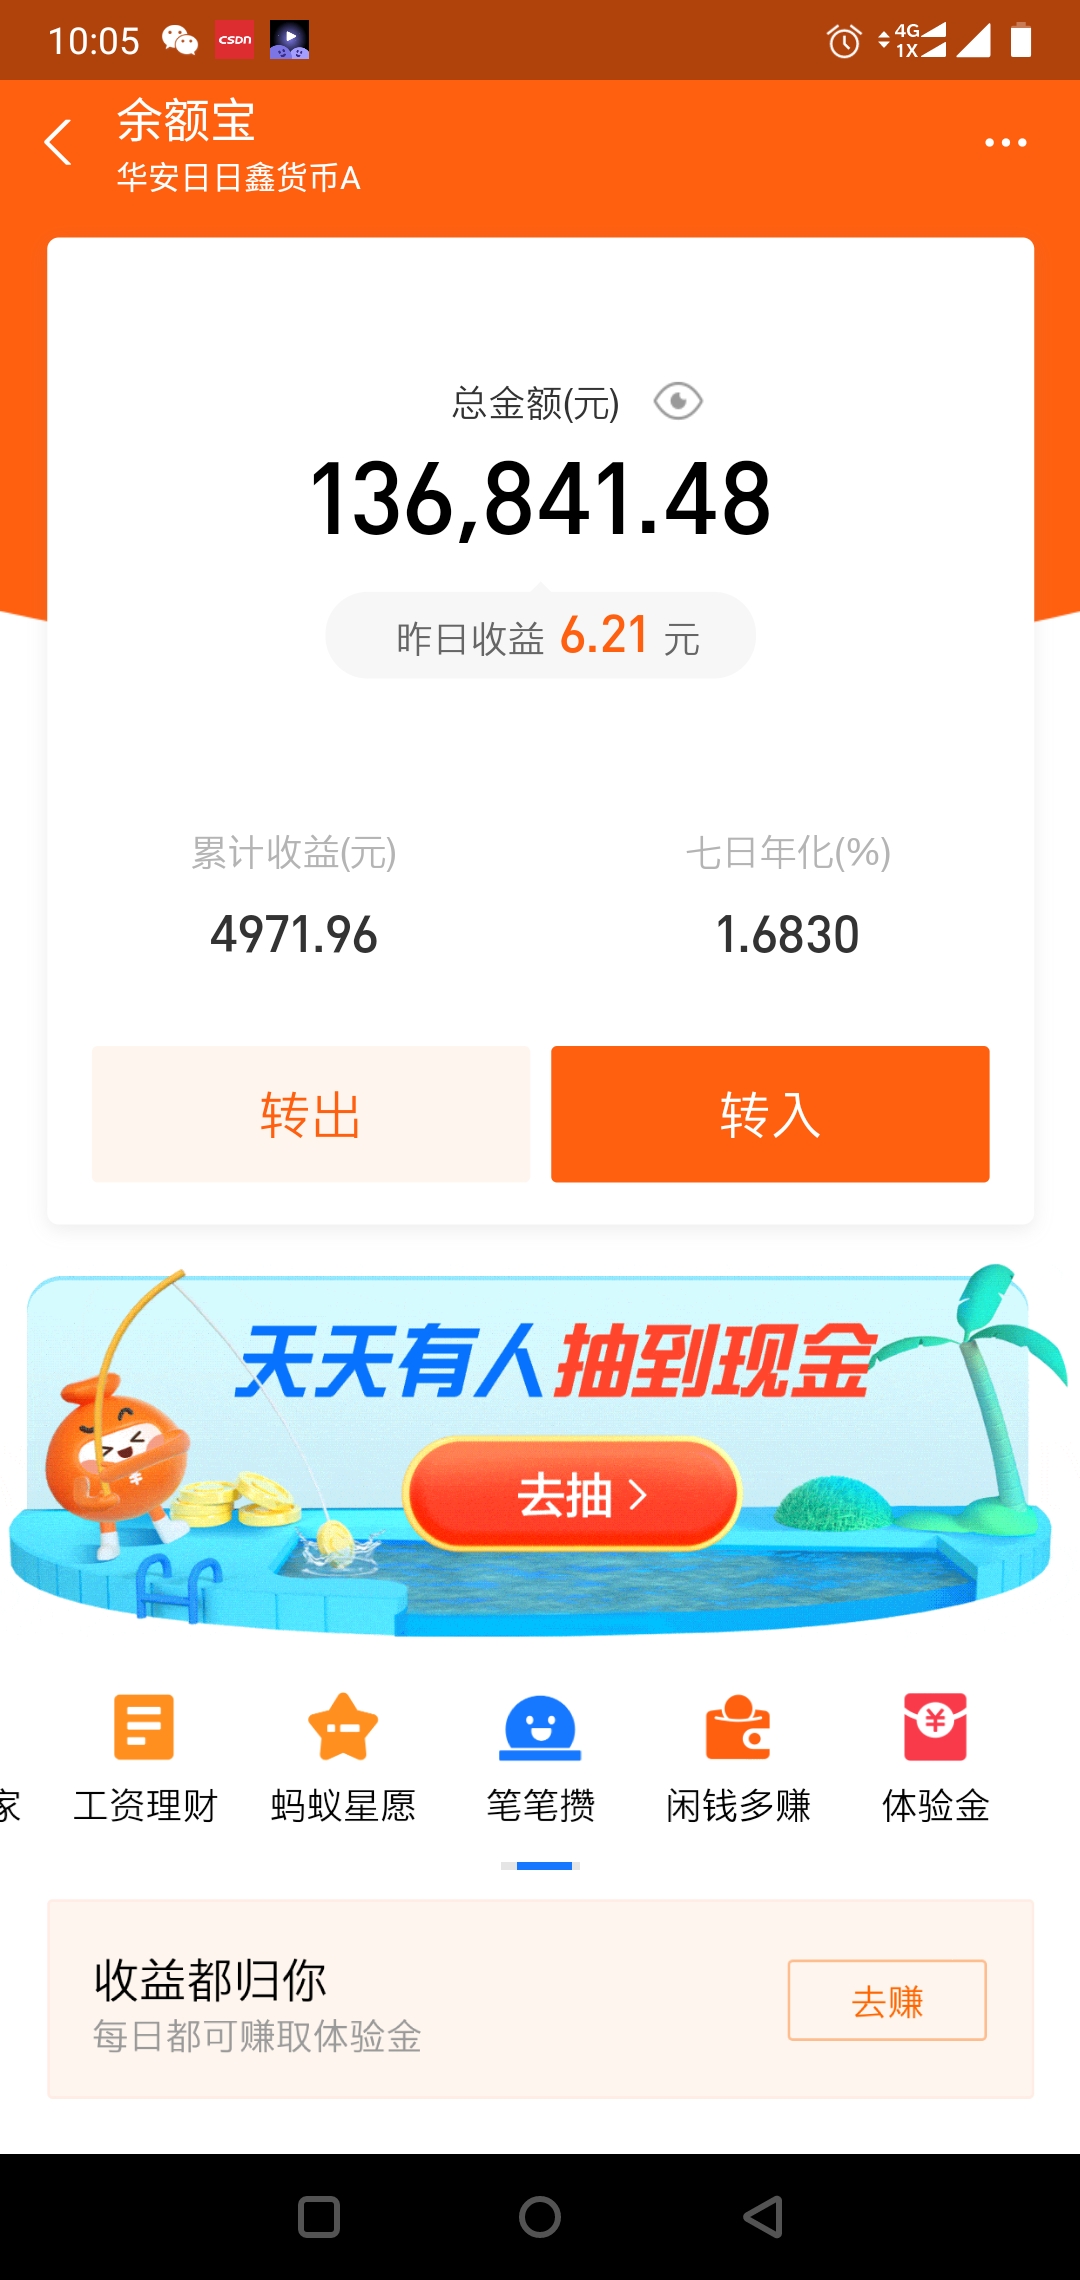 10:05 CSDN 4G 1X
余额宝
华安日日鑫货币A
总金额(元)
136,841.48
昨日收益 6.21 元
累计收益(元) 七日年化(%)
4971.96 1.6830
转出 转入
天天有人抽到现金
去抽
家 工资理财 蚂蚁星愿 笔笔攒 闲钱多赚 体验金
收益都归你
每日都可赚取体验金
去赚